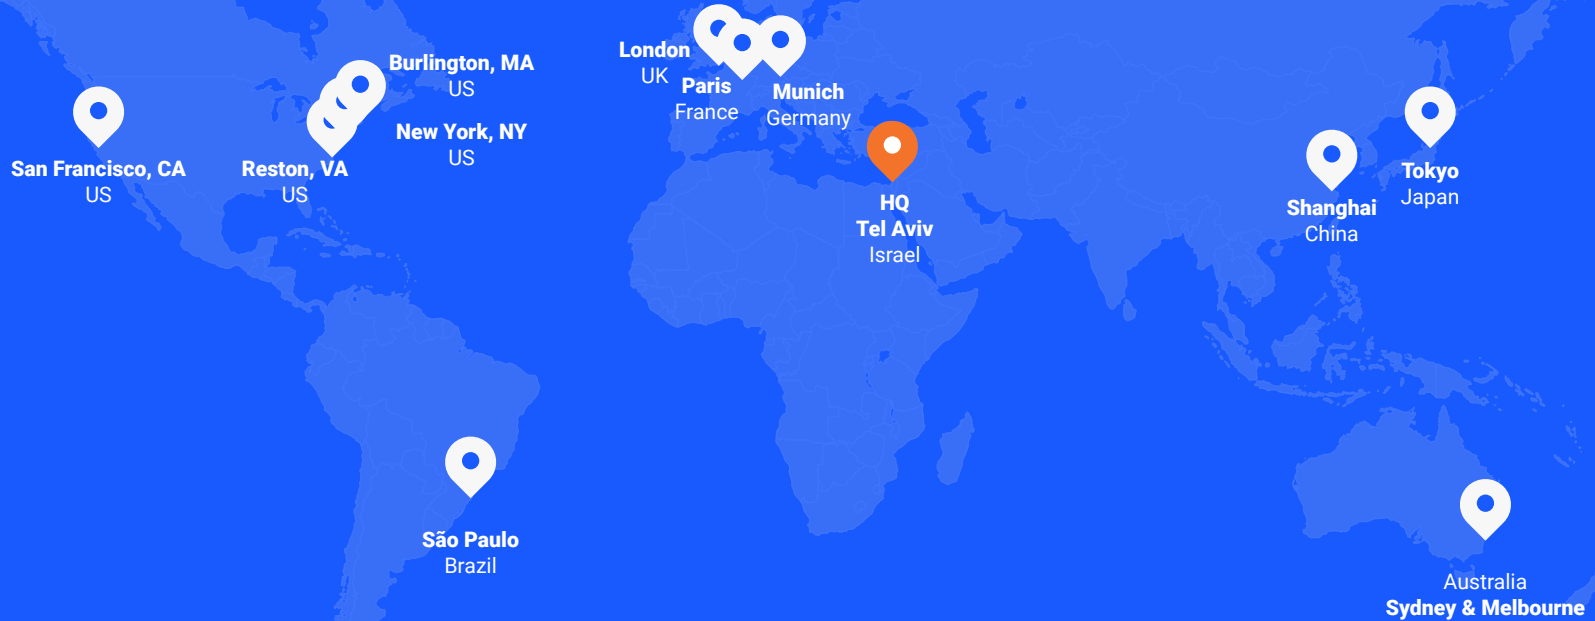 San Francisco, CA
US
Burlington, MA
US
New York, NY
US
Reston, VA
US
São Paulo
Brazil
London
UK
Paris
France
Munich
Germany
HQ
Tel Aviv
Israel
Shanghai
China
Tokyo
Japan
Australia
Sydney & Melbourne